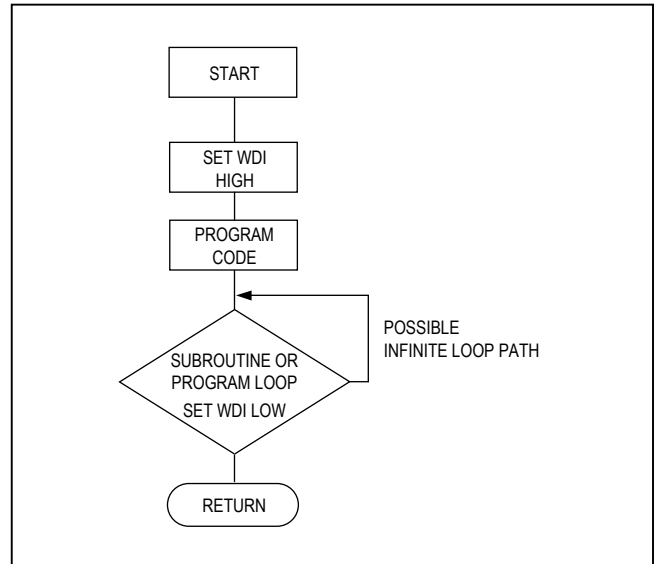 START
SET WDI
HIGH
PROGRAM
CODE
POSSIBLE
INFINITE LOOP PATH
SUBROUTINE OR
PROGRAM LOOP
SET WDI LOW
RETURN